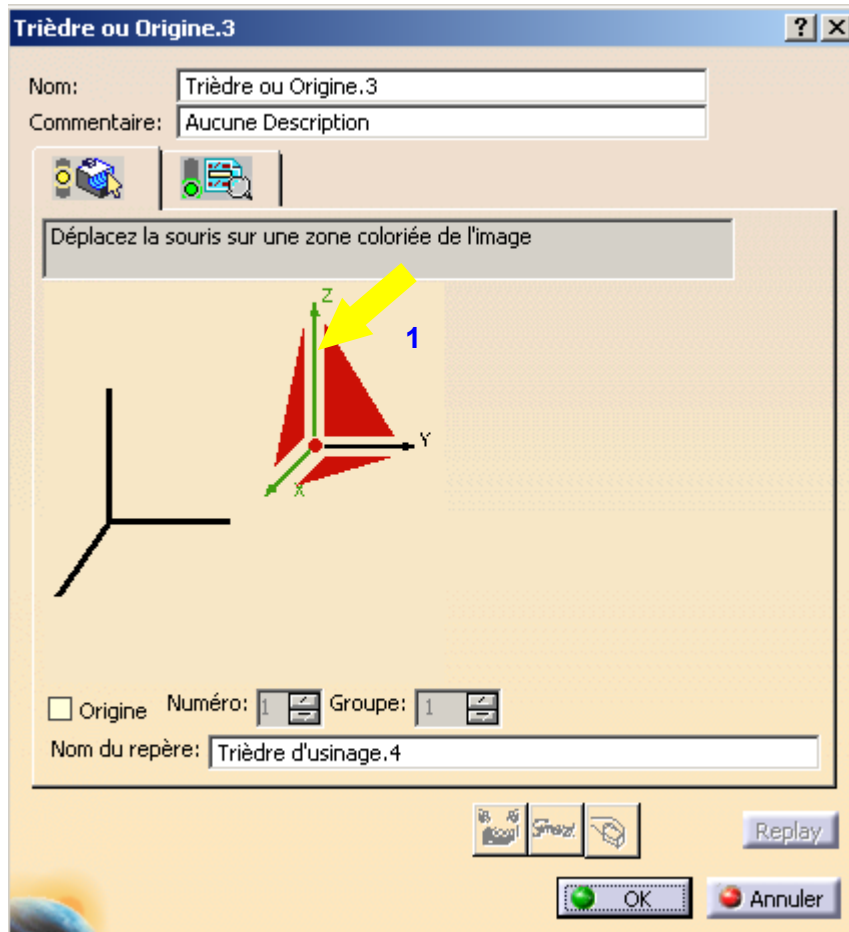 Trièdre ou Origine.3
Nom: Trièdre ou Origine.3
Commentaire: Aucune Description
Déplacez la souris sur une zone coloriée de l'image
Z
1
Y
X
Origine Numéro: 1 Groupe: 1
Nom du repère: Trièdre d'usinage.4
Replay
OK Annuler